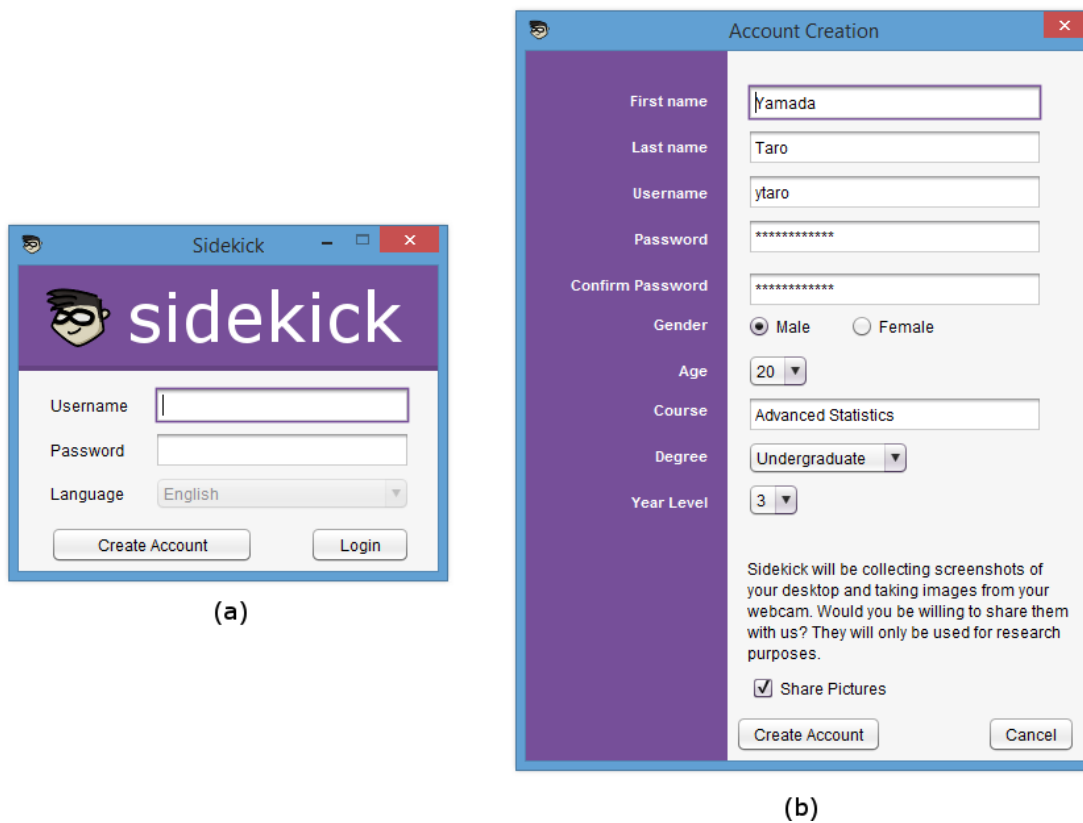 Sidekick
sidekick
Username
Password
Language English
Create Account Login
(a)
Account Creation
First name Yamada
Last name Taro
Username ytaro
Password ************
Confirm Password ************
Gender Male Female
Age 20
Course Advanced Statistics
Degree Undergraduate
Year Level 3
Sidekick will be collecting screenshots of
your desktop and taking images from your
webcam. Would you be willing to share them
with us? They will only be used for research
purposes.
Share Pictures
Create Account Cancel
(b)